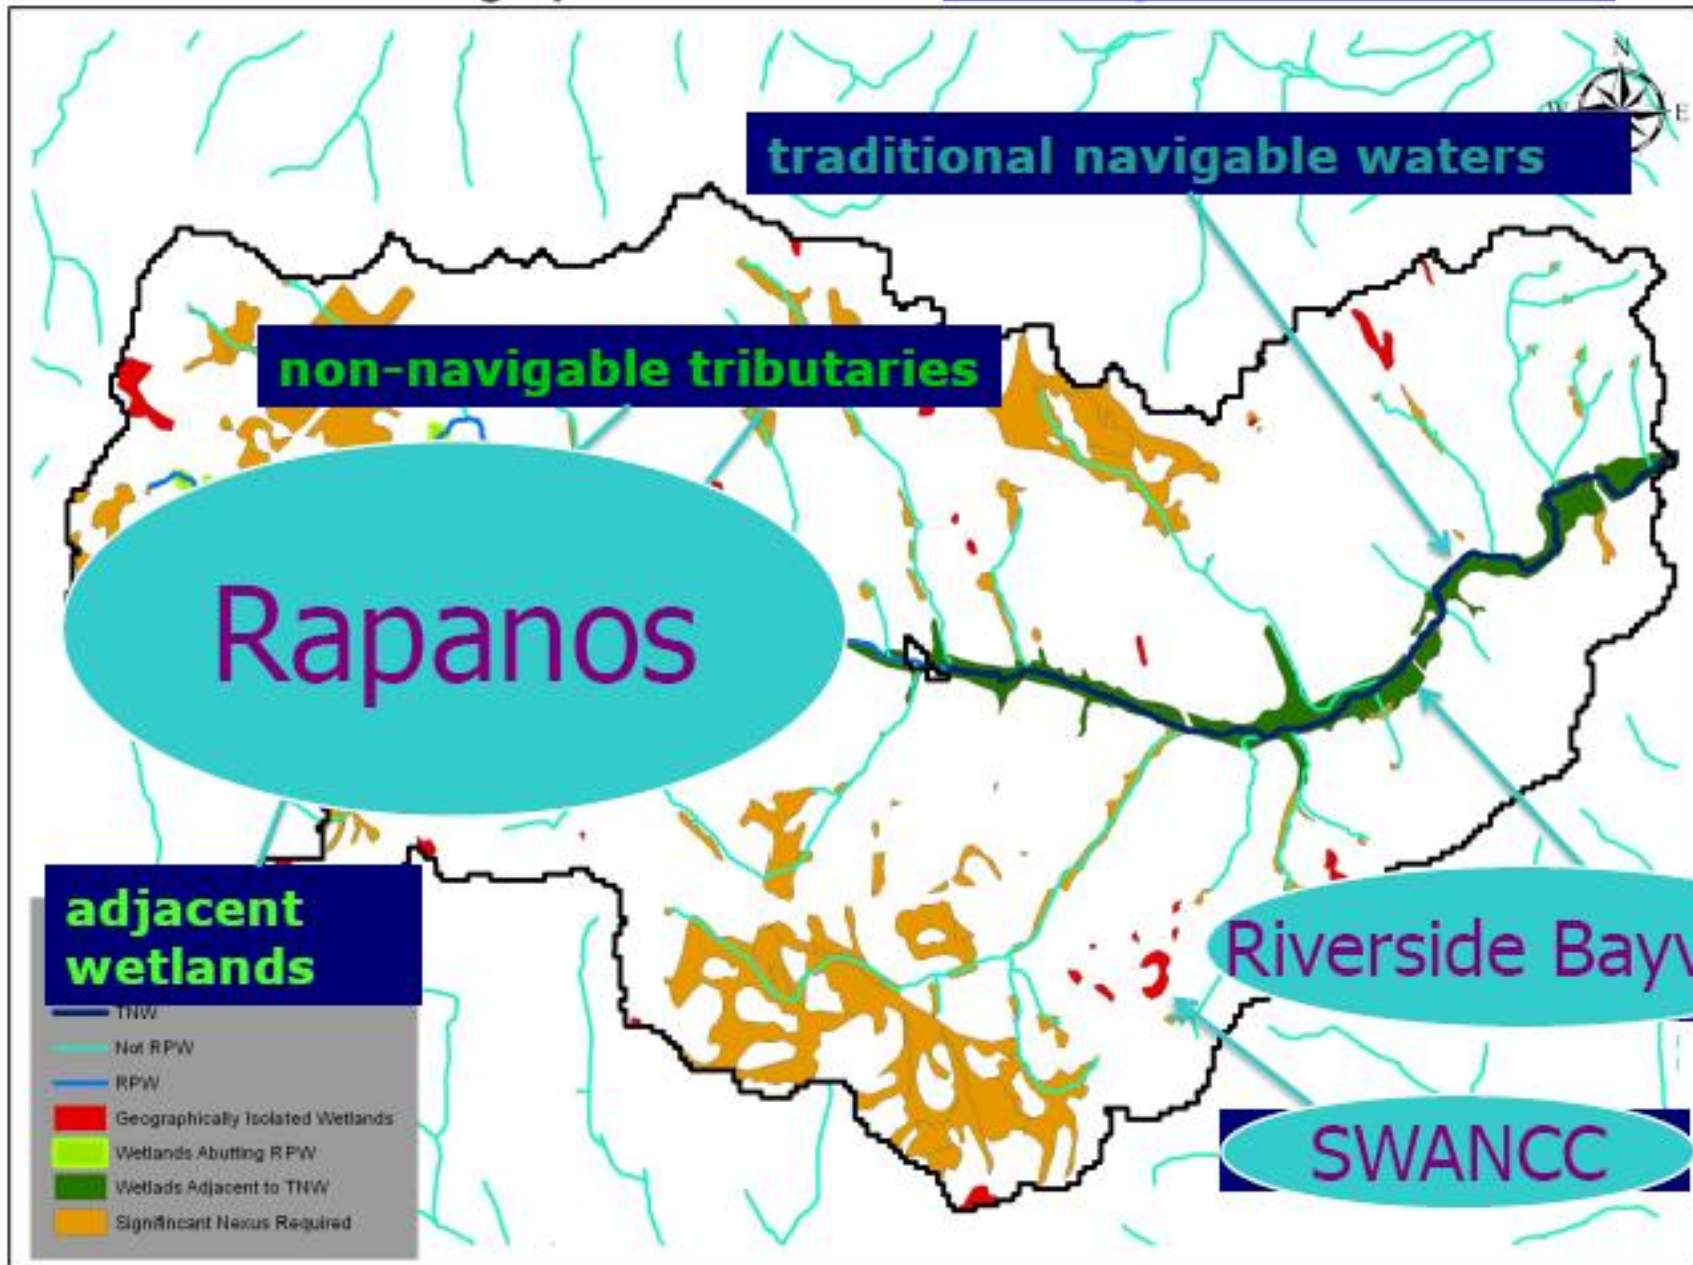 N
W
E
traditional navigable waters
non-navigable tributaries
Rapanos
adjacent
wetlands
Riverside Bayv
SWANCC
TNW
Not RPW
RPW
Geographically Isolated Wetlands
Wetlands Abutting RPW
Wetlads Adjacent to TNW
Signifincant Nexus Required